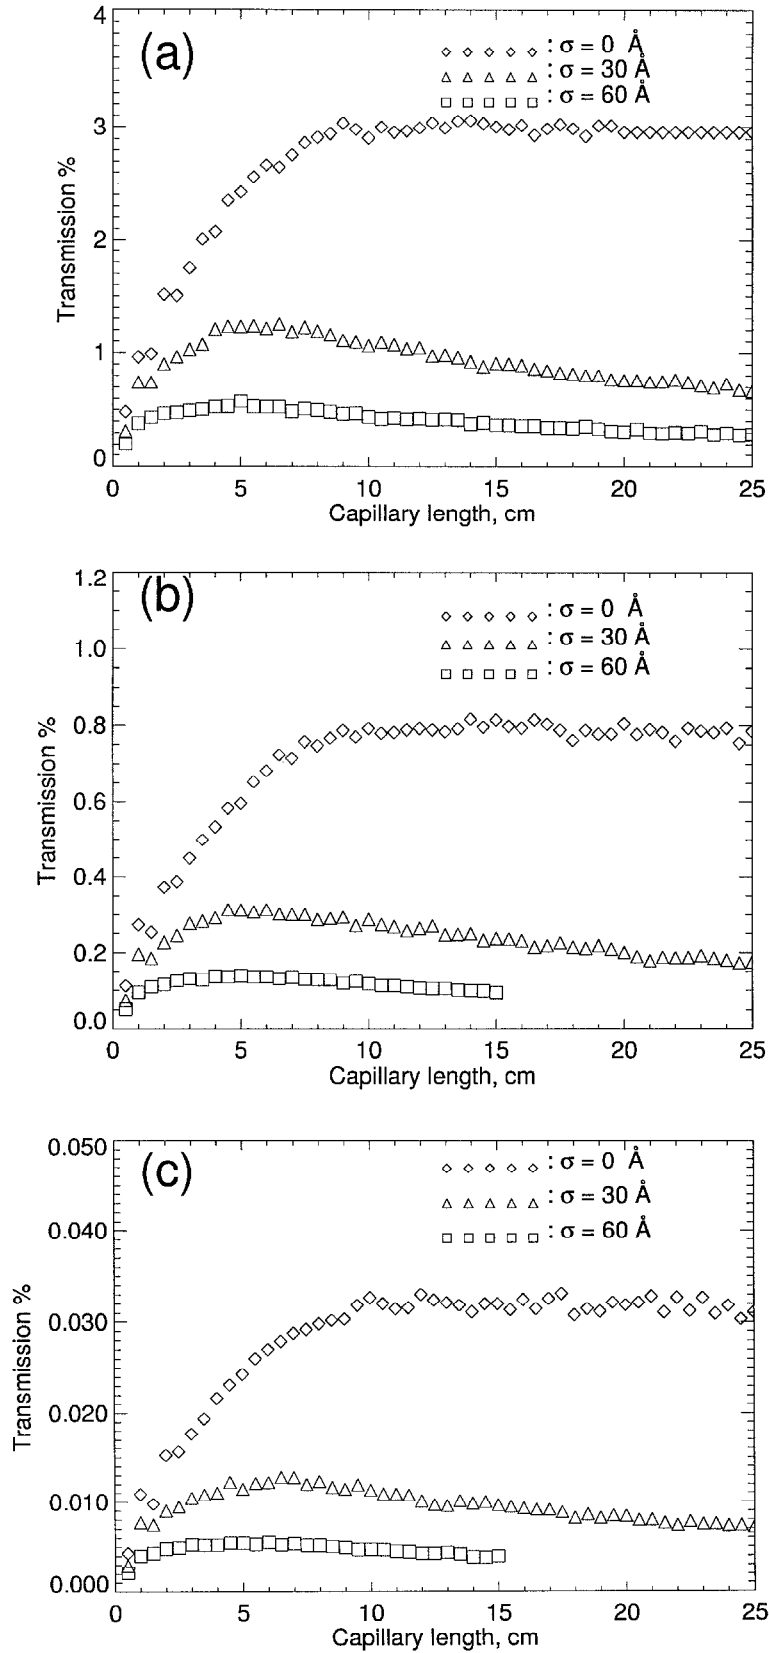 (a)
: σ = 0 Å
: σ = 30 Å
: σ = 60 Å
4
3
2
1
0
Transmission %
0 5 10 15 20 25
Capillary length, cm
(b)
: σ = 0 Å
: σ = 30 Å
: σ = 60 Å
1.2
1.0
0.8
0.6
0.4
0.2
0.0
Transmission %
0 5 10 15 20 25
Capillary length, cm
(c)
: σ = 0 Å
: σ = 30 Å
: σ = 60 Å
0.050
0.040
0.030
0.020
0.010
0.000
Transmission %
0 5 10 15 20 25
Capillary length, cm